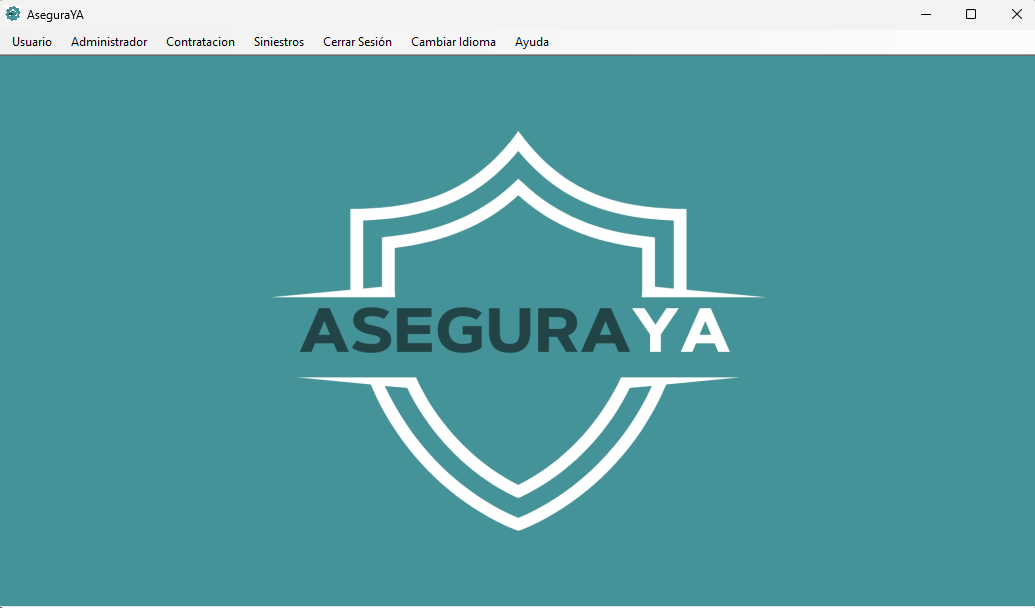 AseguraYA
Usuario Administrador Contratacion Siniestros Cerrar Sesión Cambiar Idioma Ayuda
ASEGURAYA